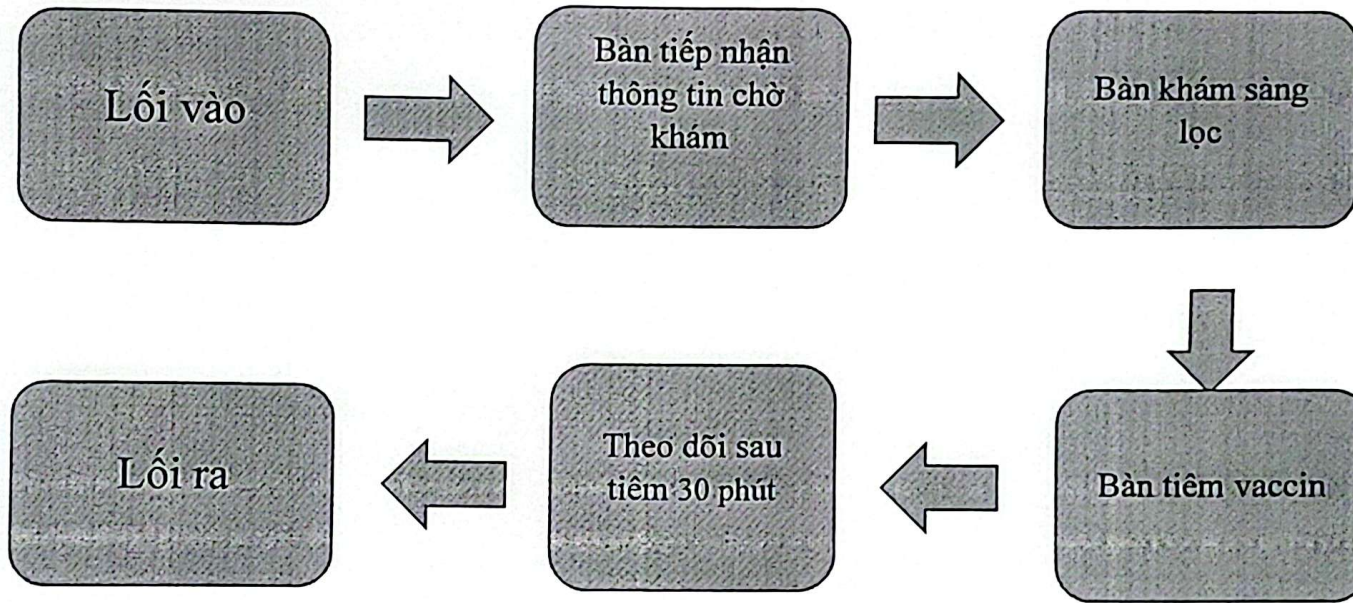 Lối vào
Bàn tiếp nhận
thông tin chờ
khám
Bàn khám sàng
lọc
Bàn tiêm vaccin
Theo dõi sau
tiêm 30 phút
Lối ra